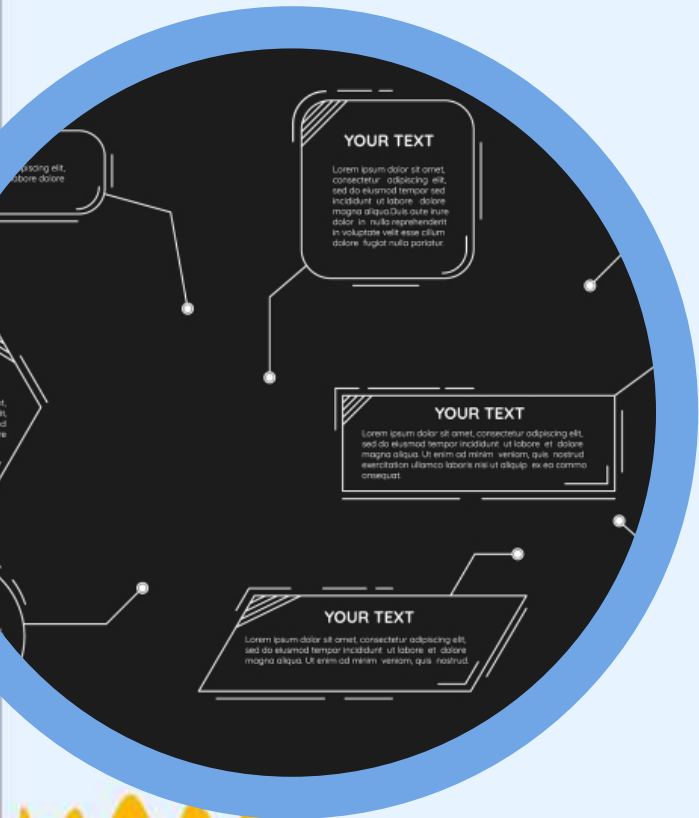 YOUR TEXT
Lorem ipsum dolor sit amet,
consectetur adipiscing elit,
sed do eiusmod tempor sed
incididunt ut labore dolore
magna aliqua.Duis aute irure
dolor in nulla reprehenderit
in voluptate velit esse cillum
dolore fugiat nulla pariatur.
elit,
dolore
YOUR TEXT
Lorem ipsum dolor sit amet, consectetur adipiscing elit,
sed do eiusmod tempor incididunt ut labore et dolore
magna aliqua. Ut enim ad minim veniam, quis nostrud
exercitation ullamco laboris nisi ut aliquip ex ea commo
onsequat.
YOUR TEXT
Lorem ipsum dolor sit amet, consectetur adipiscing elit,
sed do eiusmod tempor incididunt ut labore et dolore
magna aliqua. Ut enim ad minim veniam, quis nostrud.